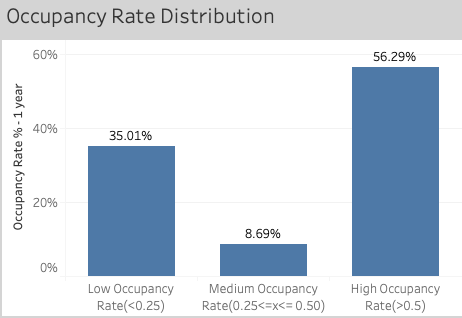 Occupancy Rate Distribution
Occupancy Rate % - 1 year
60%
40%
20%
0%
35.01%
8.69%
56.29%
Low Occupancy
Rate(<0.25)
Medium Occupancy
Rate(0.25<=x<= 0.50)
High Occupancy
Rate(>0.5)